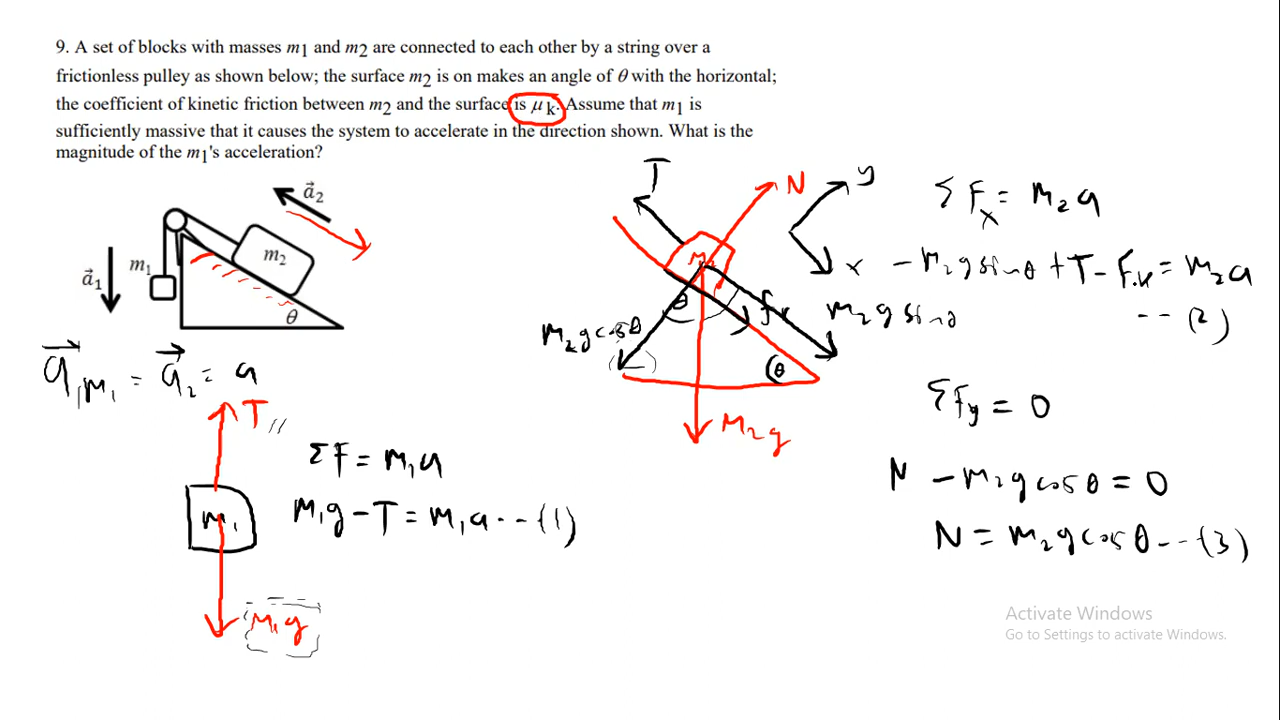 9. A set of blocks with masses m1 and m2 are connected to each other by a string over a
frictionless pulley as shown below; the surface m2 is on makes an angle of θ with the horizontal;
the coefficient of kinetic friction between m2 and the surface is μk. Assume that m1 is
sufficiently massive that it causes the system to accelerate in the direction shown. What is the
magnitude of the m1's acceleration?
a⃗2
m1
m2
a⃗1
θ
a⃗1m1 = a⃗2 = a
T
m1
m1g
ΣF = m1a
m1g - T = m1a -- (1)
T
N
y
x
θ
fk
m2g cosθ
m2g sinθ
θ
M2g
ΣFx = m2a
-m2g sinθ + T - F.k = m2a
-- (2)
ΣFy = 0
N - m2g cosθ = 0
N = m2g cosθ -- (3)
Activate Windows
Go to Settings to activate Windows.